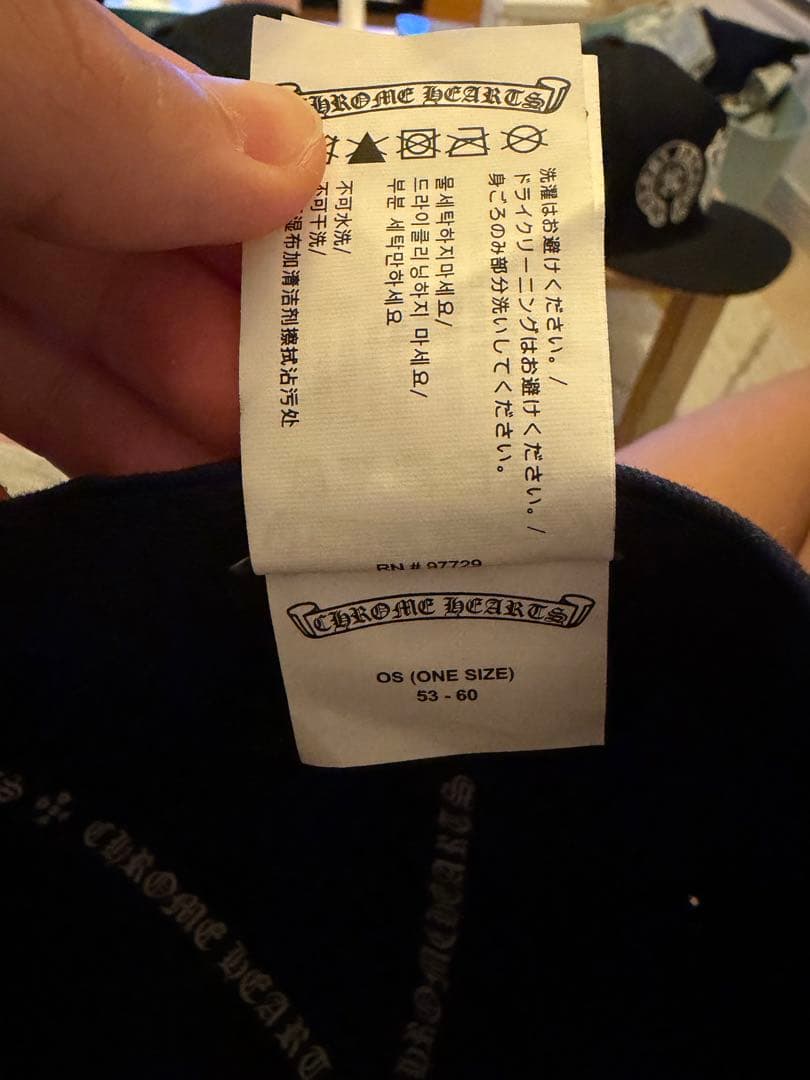 CHROME HEARTS
洗濯はお避けください。/
ドライクリーニングはお避けください。/
身ごろのみ部分洗いしてください。
물세탁하지마세요/
드라이클리닝하지 마세요/
부분 세탁만하세요
不可水洗/
不可干洗/
湿布加清洁剂擦拭沾污处
RN # 97729
CHROME HEARTS
OS (ONE SIZE)
53 - 60
CHROME HEART
CHROME HEARTS